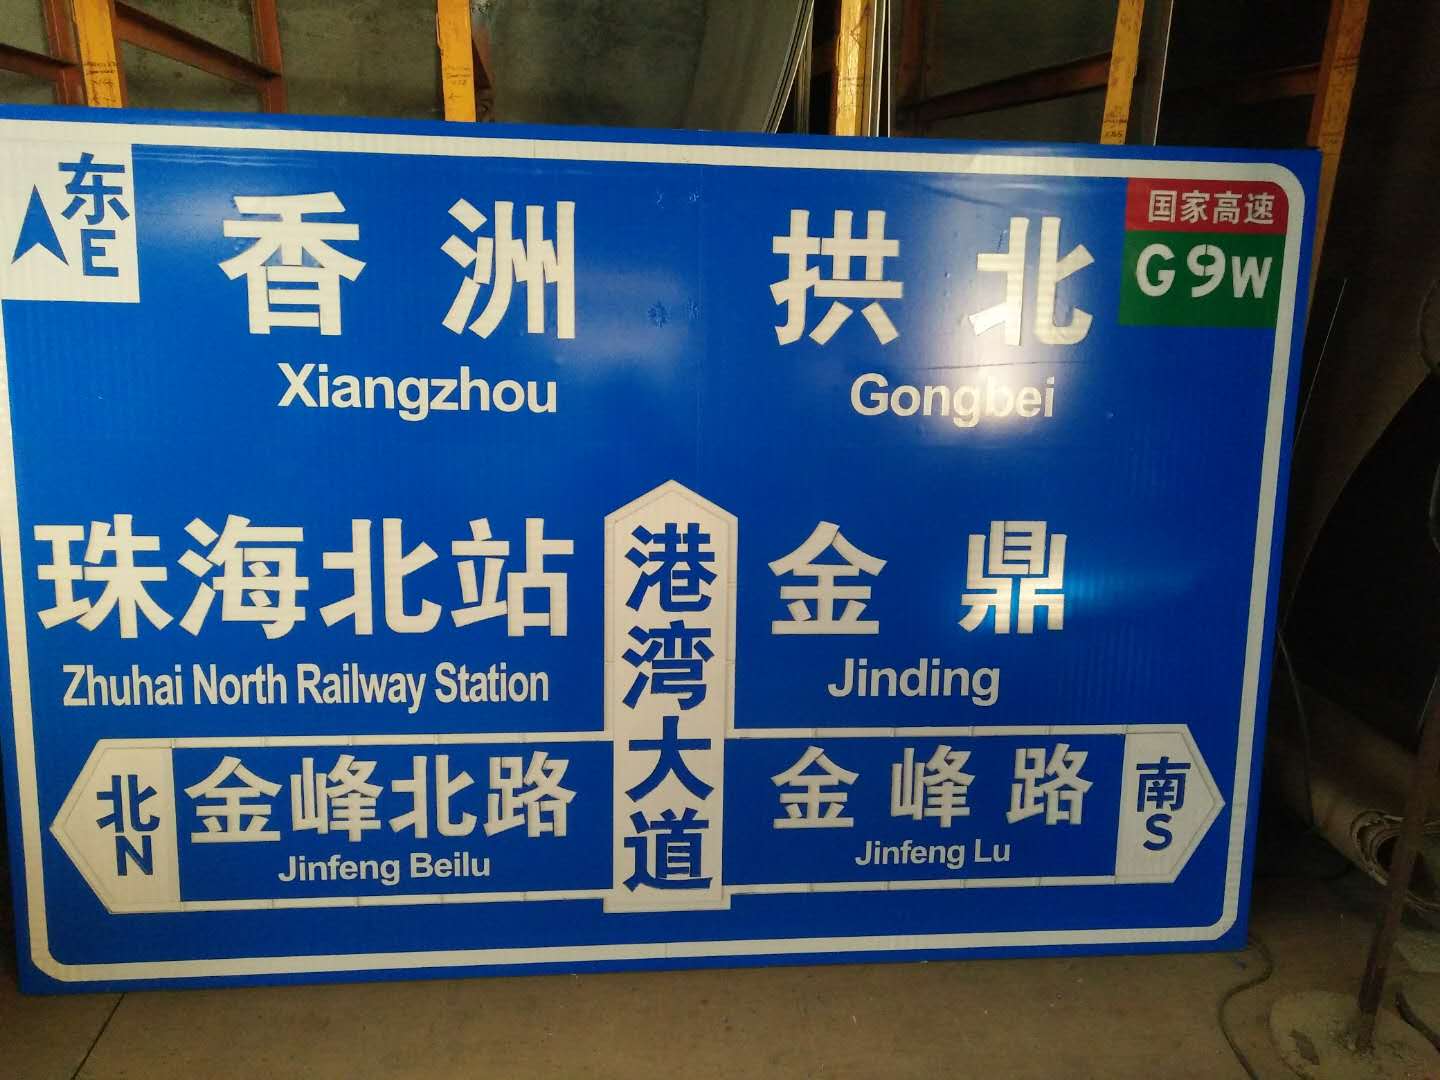 东
E
香洲
Xiangzhou
拱北
Gongbei
国家高速
G9W
珠海北站
Zhuhai North Railway Station
港湾大道
金鼎
Jinding
北
N
金峰北路
Jinfeng Beilu
金峰路
Jinfeng Lu
南
S